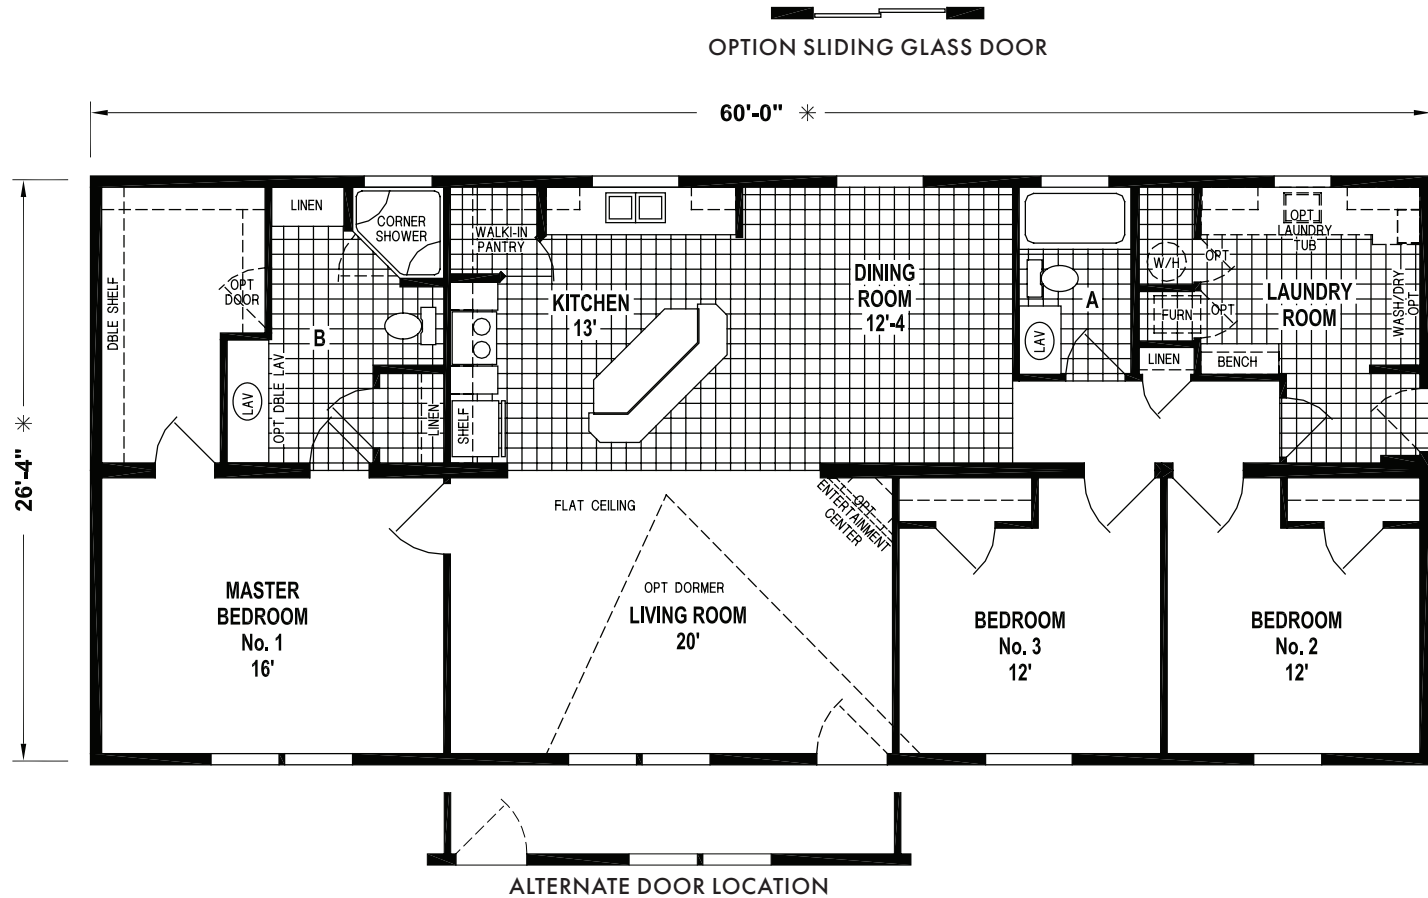 OPTION SLIDING GLASS DOOR
60'-0" ✳
26'-4" ✳
DBLE SHELF
OPT
DOOR
LINEN
CORNER
SHOWER
B
LAV
OPT DBLE LAV
LINEN
WALKI-IN
PANTRY
SHELF
KITCHEN
13'
DINING
ROOM
12'-4
A
LAV
W/H
OPT
FURN
OPT
LINEN
BENCH
OPT
LAUNDRY
TUB
LAUNDRY
ROOM
WASH/DRY
OPT
MASTER
BEDROOM
No. 1
16'
FLAT CEILING
OPT DORMER
LIVING ROOM
20'
OPT
ENTERTAINMENT
CENTER
BEDROOM
No. 3
12'
BEDROOM
No. 2
12'
ALTERNATE DOOR LOCATION